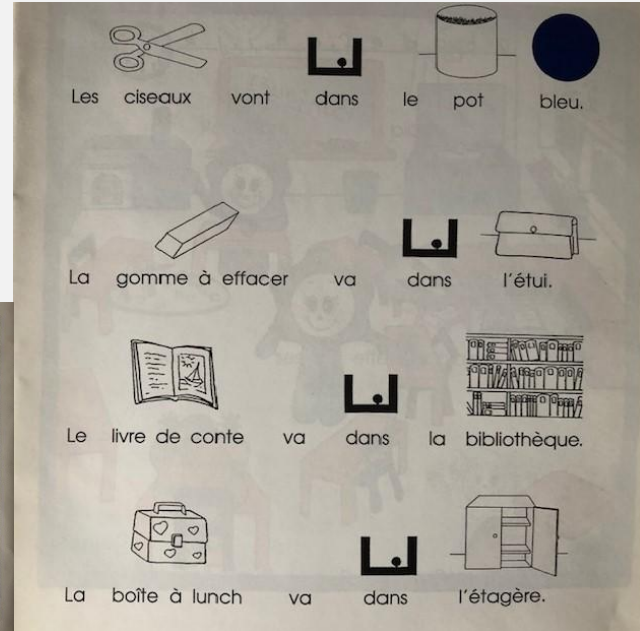 Les ciseaux vont dans le pot bleu.
La gomme à effacer va dans l'étui.
Le livre de conte va dans la bibliothèque.
La boîte à lunch va dans l'étagère.